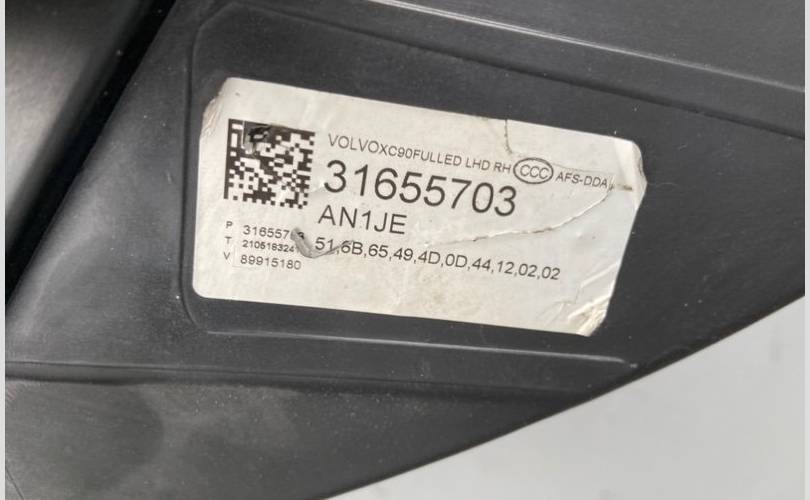 VOLVOXC90FULLED LHD RH CCC AFS-DDA
31655703
AN1JE
51,6B,65,49,4D,0D,44,12,02,02
P
T 210518324
V 89915180